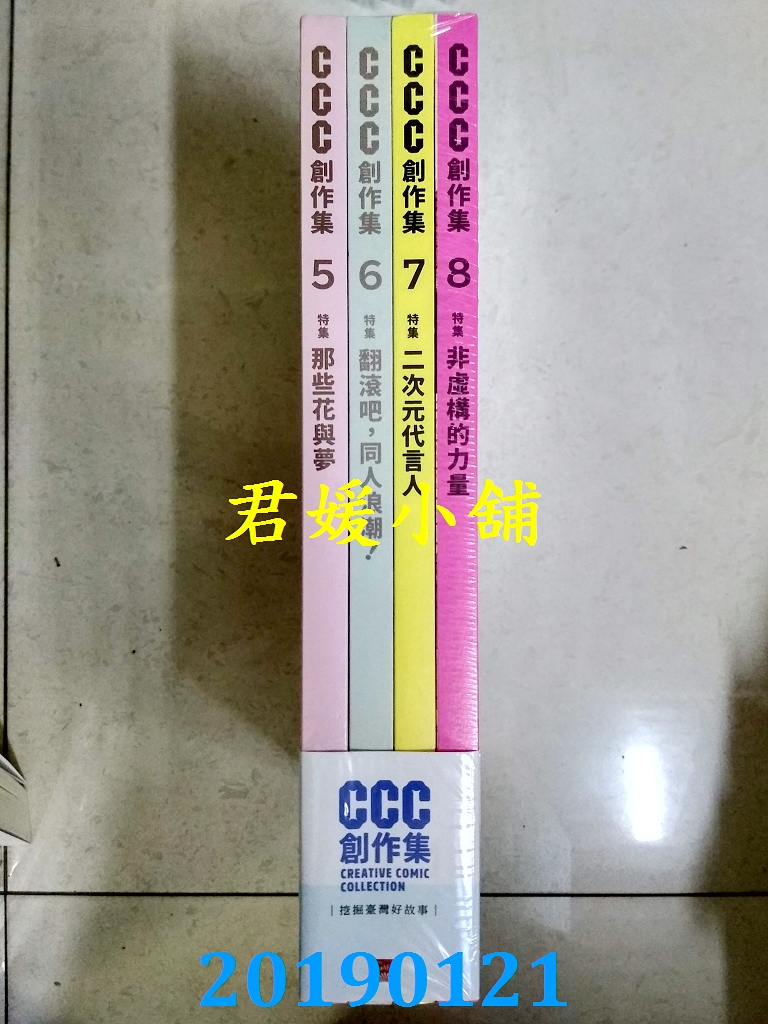 CCC創作集 5 特集 那些花與夢
CCC創作集 6 特集 翻滾吧，同人浪潮！
CCC創作集 7 特集 二次元代言人
CCC創作集 8 特集 非虛構的力量
君媛小舖
CCC
創作集
CREATIVE COMIC
COLLECTION
|挖掘臺灣好故事|
20190121